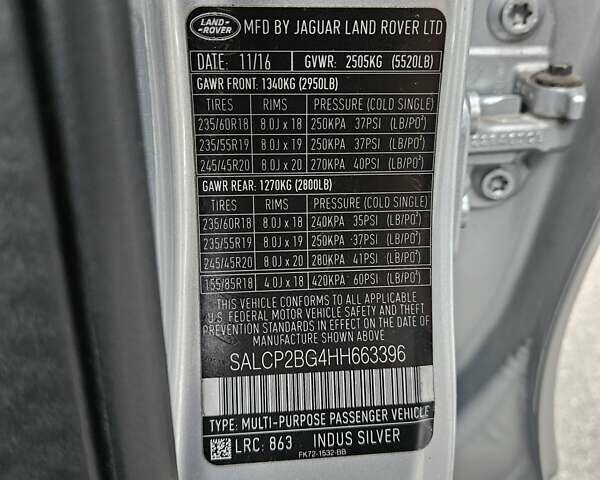 LAND-
-ROVER
MFD BY JAGUAR LAND ROVER LTD
DATE: 11/16 GVWR: 2505KG (5520LB)
GAWR FRONT: 1340KG (2950LB)
TIRES RIMS PRESSURE (COLD SINGLE)
235/60R18 8.0J x 18 250KPA 37PSI (LB/PO²)
235/55R19 8.0J x 19 250KPA 37PSI (LB/PO²)
245/45R20 8.0J x 20 270KPA 40PSI (LB/PO²)
GAWR REAR: 1270KG (2800LB)
TIRES RIMS PRESSURE (COLD SINGLE)
235/60R18 8.0J x 18 240KPA 35PSI (LB/PO²)
235/55R19 8.0J x 19 250KPA 37PSI (LB/PO²)
245/45R20 8.0J x 20 280KPA 41PSI (LB/PO²)
155/85R18 4.0J x 18 420KPA 60PSI (LB/PO²)
THIS VEHICLE CONFORMS TO ALL APPLICABLE
U.S. FEDERAL MOTOR VEHICLE SAFETY AND THEFT
PREVENTION STANDARDS IN EFFECT ON THE DATE OF
MANUFACTURE SHOWN ABOVE.
SALCP2BG4HH663396
TYPE: MULTI-PURPOSE PASSENGER VEHICLE
LRC: 863 INDUS SILVER
FK72-1532-BB